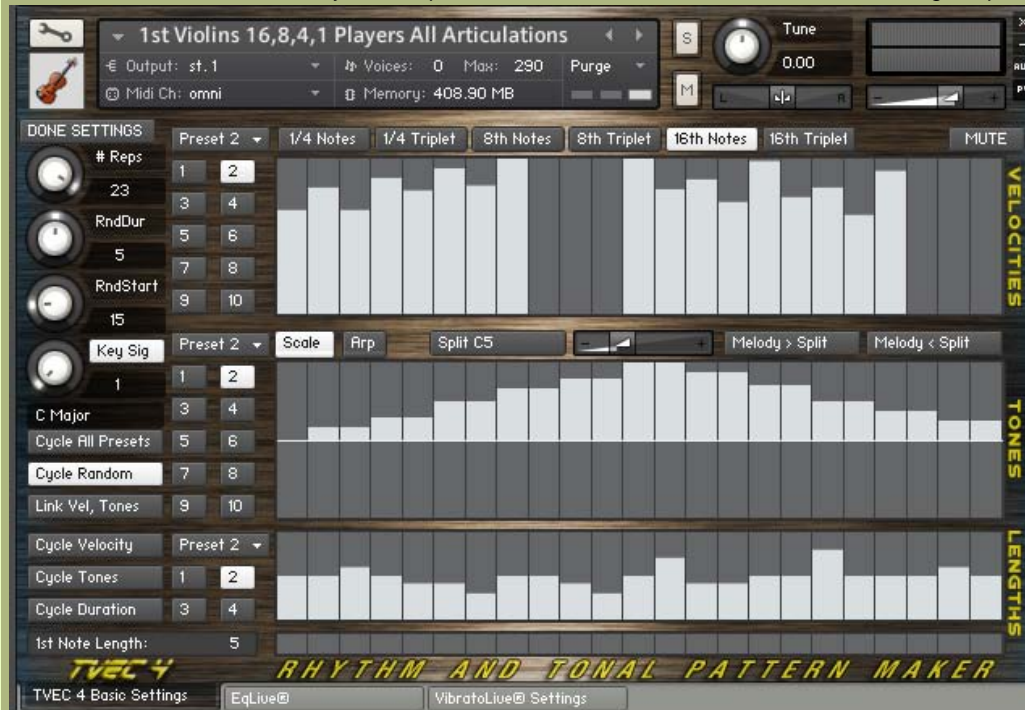 1st Violins 16,8,4,1 Players All Articulations
Output: st.1 Voices: 0 Max: 290 Purge
Midi Ch: omni Memory: 408.90 MB
S
M
Tune
0.00
L R
- +
DONE SETTINGS
# Reps
23
RndDur
5
RndStart
15
Key Sig
1
C Major
Cycle All Presets
Cycle Random
Link Vel, Tones
Cycle Velocity
Cycle Tones
Cycle Duration
1st Note Length: 5
Preset 2
1 2
3 4
5 6
7 8
9 10
1/4 Notes 1/4 Triplet 8th Notes 8th Triplet 16th Notes 16th Triplet MUTE
VELOCITIES
Preset 2
1 2
3 4
5 6
7 8
9 10
Scale Arp Split C5 - + Melody > Split Melody < Split
TONES
Preset 2
1 2
3 4
LENGTHS
TVEC 4 RHYTHM AND TONAL PATTERN MAKER
TVEC 4 Basic Settings EqLive® VibratoLive® Settings